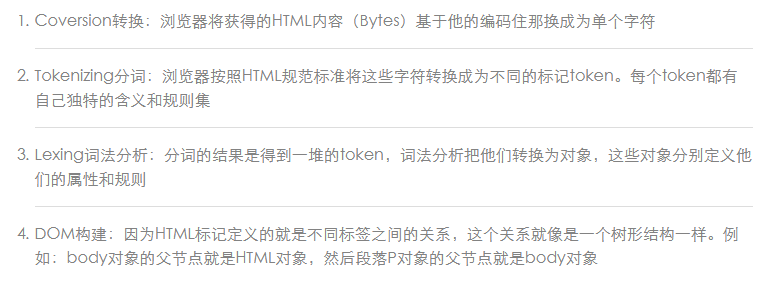 1. Coversion转换：浏览器将获得的HTML内容（Bytes）基于他的编码住那换成为单个字符
2. Tokenizing分词：浏览器按照HTML规范标准将这些字符转换成为不同的标记token。每个token都有
自己独特的含义和规则集
3. Lexing词法分析：分词的结果是得到一堆的token，词法分析把他们转换为对象，这些对象分别定义他
们的属性和规则
4. DOM构建：因为HTML标记定义的就是不同标签之间的关系，这个关系就像是一个树形结构一样。例
如：body对象的父节点就是HTML对象，然后段落P对象的父节点就是body对象